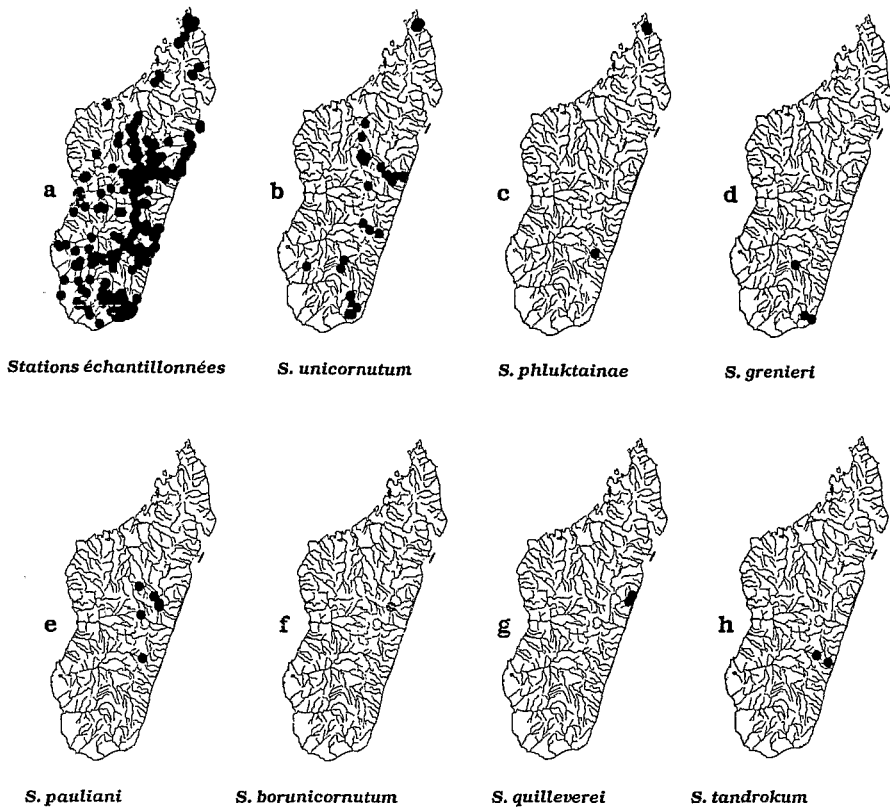 a b c d
Stations échantillonnées S. unicornutum S. phluktainae S. grenieri
e f g h
S. pauliani S. borunicornutum S. quilleverei S. tandrokum